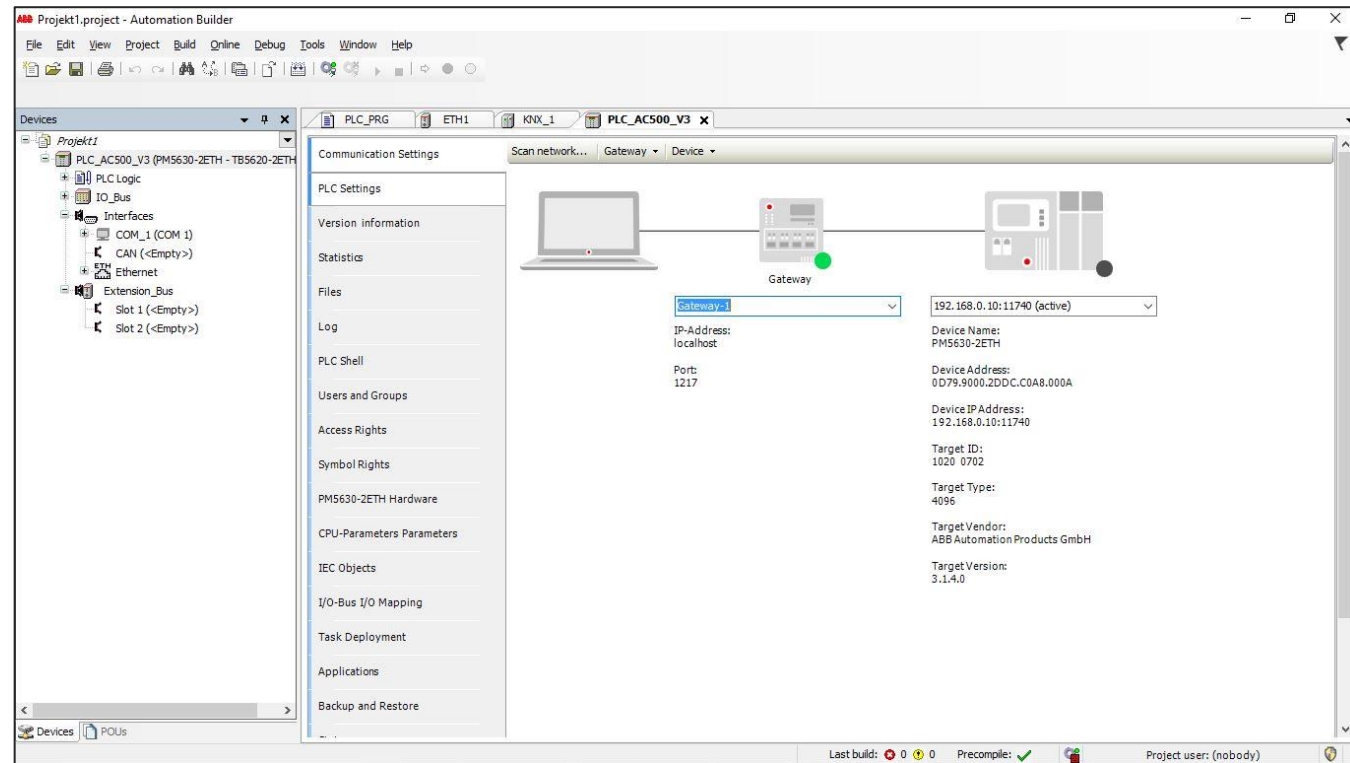 ABB Projekt1.project - Automation Builder
File Edit View Project Build Online Debug Tools Window Help
Devices
PLC_PRG ETH1 KNX_1 PLC_AC500_V3
Projekt1
PLC_AC500_V3 (PM5630-2ETH - TB5620-2ETH
PLC Logic
IO_Bus
Interfaces
COM_1 (COM 1)
CAN (<Empty>)
ETH Ethernet
Extension_Bus
Slot 1 (<Empty>)
Slot 2 (<Empty>)
Devices POUs
Communication Settings
PLC Settings
Version information
Statistics
Files
Log
PLC Shell
Users and Groups
Access Rights
Symbol Rights
PM5630-2ETH Hardware
CPU-Parameters Parameters
IEC Objects
I/O-Bus I/O Mapping
Task Deployment
Applications
Backup and Restore
Scan network... Gateway Device
Gateway
Gateway-1
IP-Address:
localhost
Port:
1217
192.168.0.10:11740 (active)
Device Name:
PM5630-2ETH
Device Address:
0D79.9000.2DDC.C0A8.000A
Device IP Address:
192.168.0.10:11740
Target ID:
1020 0702
Target Type:
4096
Target Vendor:
ABB Automation Products GmbH
Target Version:
3.1.4.0
Last build: 0 0 Precompile: Project user: (nobody)